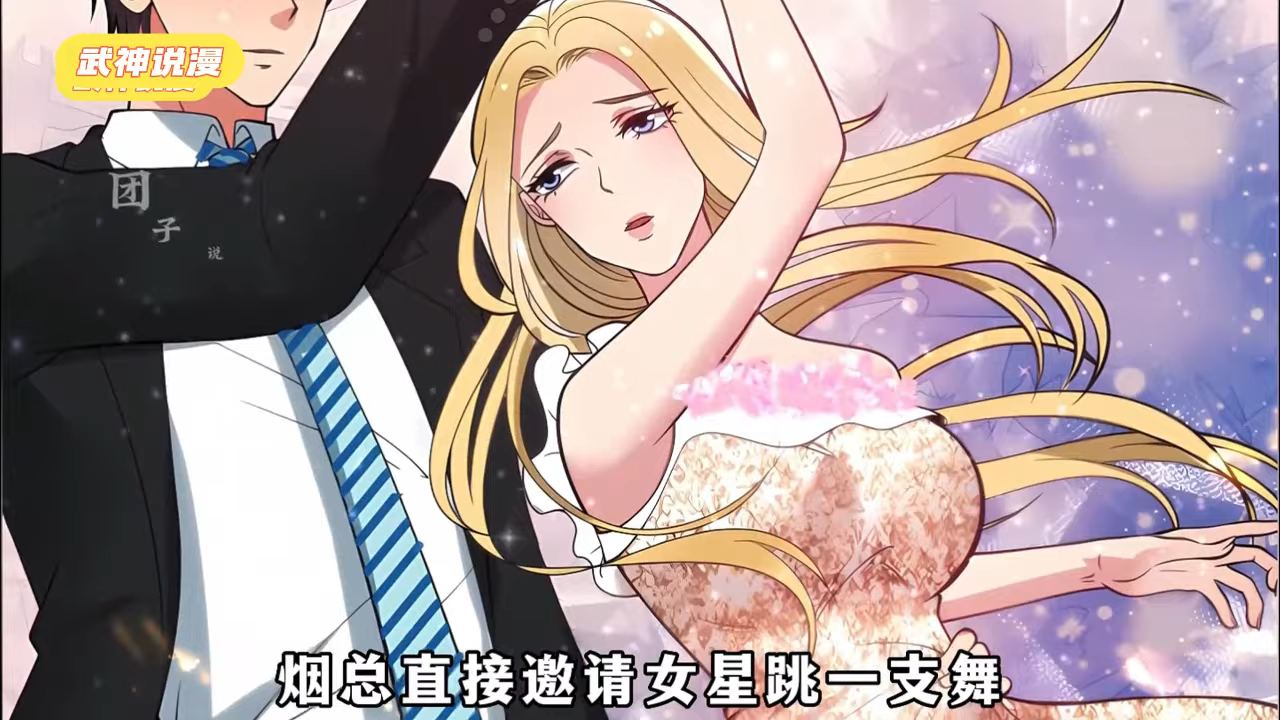 武神说漫
团
子
说
烟总直接邀请女星跳一支舞